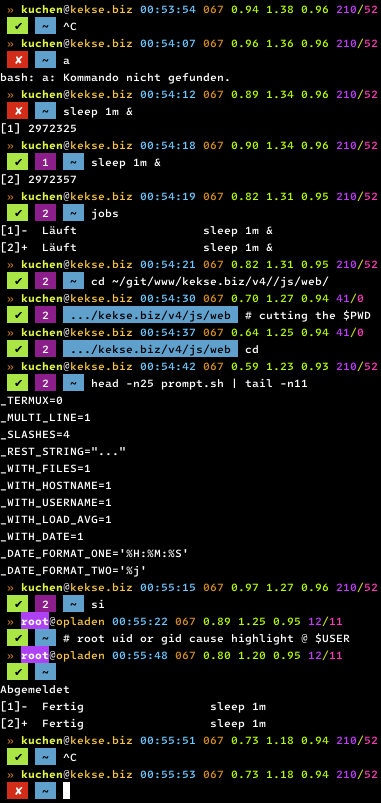 » kuchen@kekse.biz 00:53:54 067 0.94 1.38 0.96 210/52
✔ ~ ^C
» kuchen@kekse.biz 00:54:07 067 0.96 1.36 0.96 210/52
✘ ~ a
bash: a: Kommando nicht gefunden.
» kuchen@kekse.biz 00:54:12 067 0.89 1.34 0.96 210/52
✘ ~ sleep 1m &
[1] 2972325
» kuchen@kekse.biz 00:54:18 067 0.90 1.34 0.96 210/52
✔ 1 ~ sleep 1m &
[2] 2972357
» kuchen@kekse.biz 00:54:19 067 0.82 1.31 0.95 210/52
✔ 2 ~ jobs
[1]-  Läuft                   sleep 1m &
[2]+  Läuft                   sleep 1m &
» kuchen@kekse.biz 00:54:21 067 0.82 1.31 0.95 210/52
✔ 2 ~ cd ~/git/www/kekse.biz/v4//js/web/
» kuchen@kekse.biz 00:54:30 067 0.70 1.27 0.94 41/0
✔ 2 .../kekse.biz/v4/js/web # cutting the $PWD
» kuchen@kekse.biz 00:54:37 067 0.64 1.25 0.94 41/0
✔ 2 .../kekse.biz/v4/js/web cd
» kuchen@kekse.biz 00:54:42 067 0.59 1.23 0.93 210/52
✔ 2 ~ head -n25 prompt.sh | tail -n11
_TERMUX=0
_MULTI_LINE=1
_SLASHES=4
_REST_STRING="..."
_WITH_FILES=1
_WITH_HOSTNAME=1
_WITH_USERNAME=1
_WITH_LOAD_AVG=1
_WITH_DATE=1
_DATE_FORMAT_ONE='%H:%M:%S'
_DATE_FORMAT_TWO='%j'
» kuchen@kekse.biz 00:55:15 067 0.97 1.27 0.96 210/52
✔ 2 ~ si
» root@opladen 00:55:22 067 0.89 1.25 0.95 12/11
✔ ~ # root uid or gid cause highlight @ $USER
» root@opladen 00:55:48 067 0.80 1.20 0.95 12/11
✔ ~
Abgemeldet
[1]-  Fertig                  sleep 1m
[2]+  Fertig                  sleep 1m
» kuchen@kekse.biz 00:55:51 067 0.73 1.18 0.94 210/52
✔ ~ ^C
» kuchen@kekse.biz 00:55:53 067 0.73 1.18 0.94 210/52
✘ ~